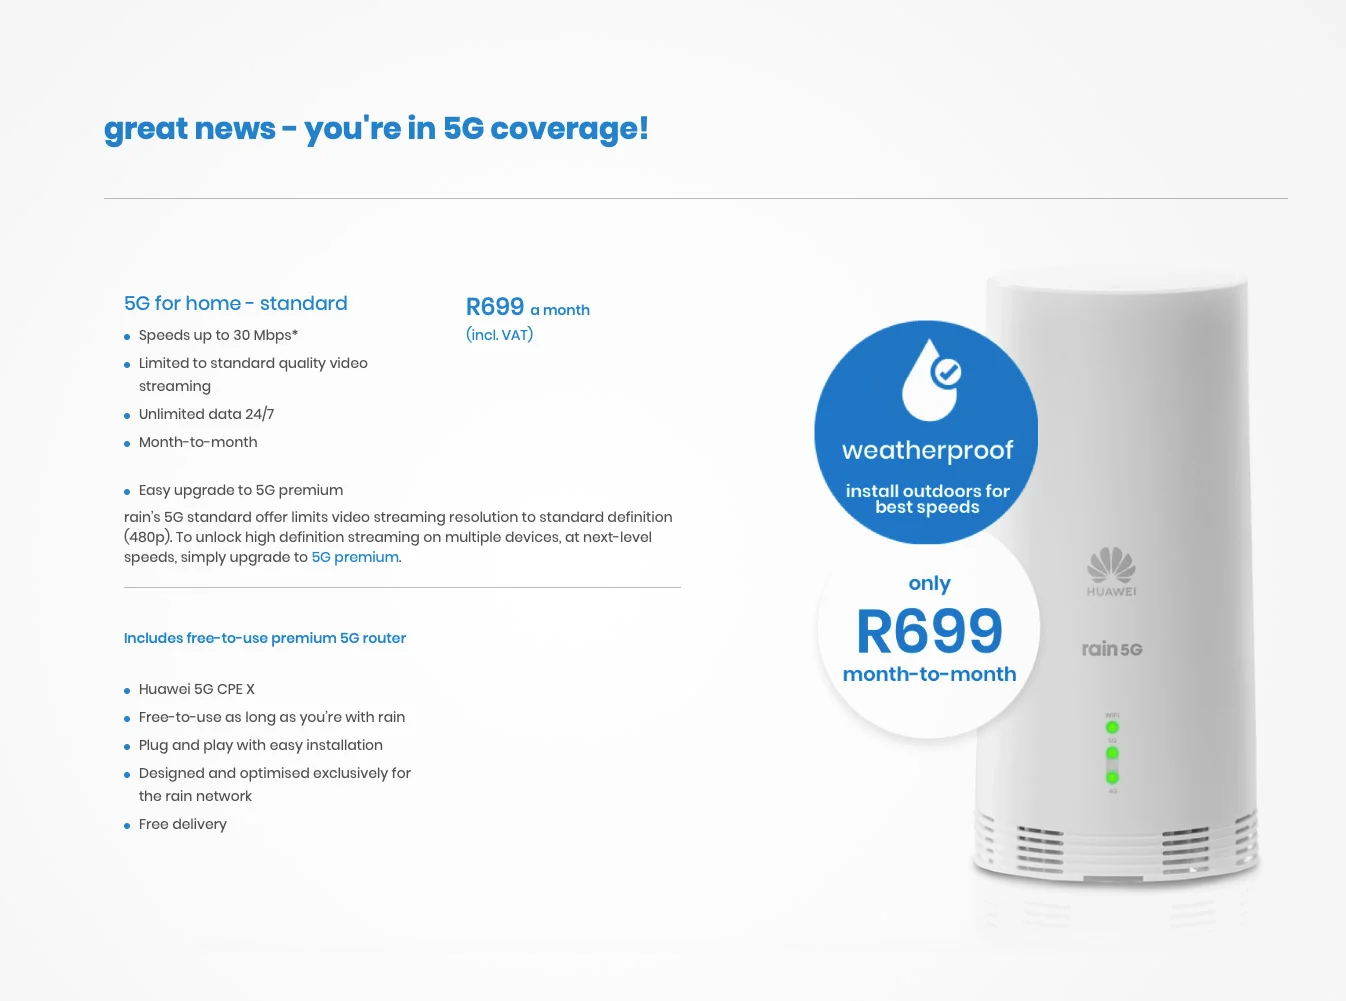 great news - you're in 5G coverage!
5G for home - standard
R699 a month
(incl. VAT)
Speeds up to 30 Mbps*
Limited to standard quality video
streaming
Unlimited data 24/7
Month-to-month
Easy upgrade to 5G premium
rain's 5G standard offer limits video streaming resolution to standard definition
(480p). To unlock high definition streaming on multiple devices, at next-level
speeds, simply upgrade to 5G premium.
Includes free-to-use premium 5G router
Huawei 5G CPE X
Free-to-use as long as you're with rain
Plug and play with easy installation
Designed and optimised exclusively for
the rain network
Free delivery
weatherproof
install outdoors for
best speeds
only
R699
month-to-month
HUAWEI
rain 5G
WiFi
5G
4G